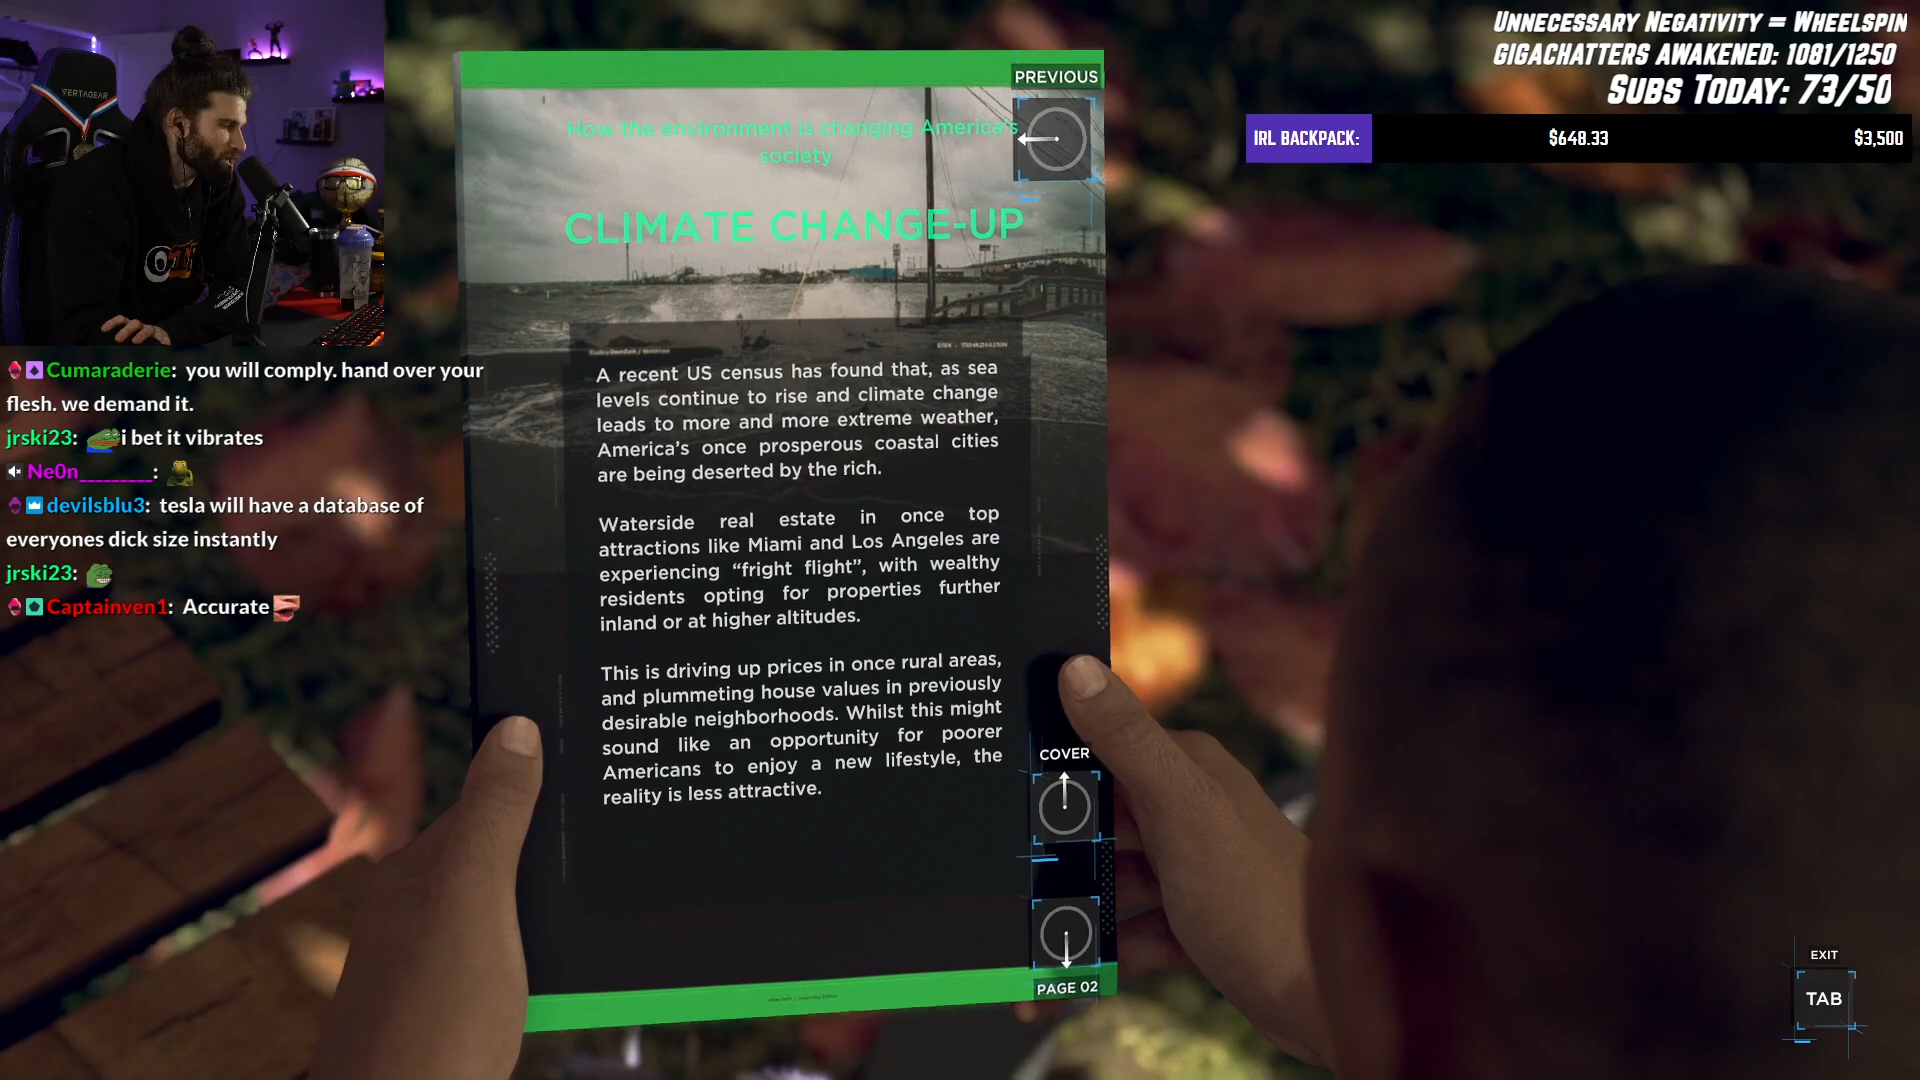 UNNECESSARY NEGATIVITY = WHEELSPIN
GIGACHATTERS AWAKENED: 1081/1250
SUBS TODAY: 73/50
IRL BACKPACK: $648.33 $3,500
VERTAGEAR
Cumaraderie: you will comply. hand over your
flesh. we demand it.
jrski23: i bet it vibrates
Ne0n_________:
devilsblu3: tesla will have a database of
everyones dick size instantly
jrski23:
Captainven1: Accurate
PREVIOUS
How the environment is changing America's
society
CLIMATE CHANGE-UP
A recent US census has found that, as sea
levels continue to rise and climate change
leads to more and more extreme weather,
America's once prosperous coastal cities
are being deserted by the rich.
Waterside real estate in once top
attractions like Miami and Los Angeles are
experiencing “fright flight”, with wealthy
residents opting for properties further
inland or at higher altitudes.
This is driving up prices in once rural areas,
and plummeting house values in previously
desirable neighborhoods. Whilst this might
sound like an opportunity for poorer
Americans to enjoy a new lifestyle, the
reality is less attractive.
COVER
PAGE 02
EXIT
TAB